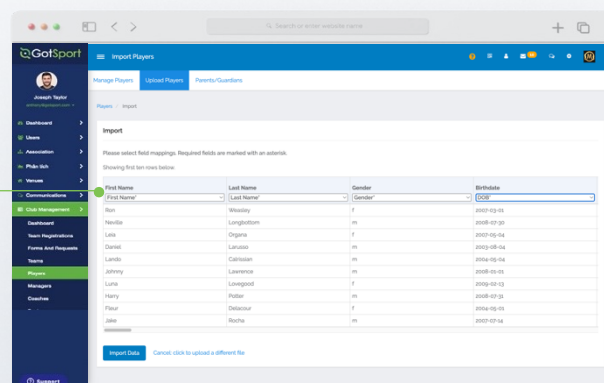 Search or enter website name
GotSport
Import Players
Joseph Taylor
Manage Players Upload Players Parents/Guardians
Players / Import
Dashboard
Users
Association
Phân tích
Venues
Communications
Club Management
Dashboard
Team Registrations
Forms And Requests
Teams
Players
Managers
Coaches
Support
Import
Please select field mappings. Required fields are marked with an asterisk.
Showing first ten rows below
First Name Last Name Gender Birthdate
First Name* Last Name* Gender* DOB*
Ron Weasley f 2007-03-01
Neville Longbottom m 2008-07-30
Leia Organa f 2007-05-04
Daniel Larusso m 2003-08-04
Lando Calrissian m 2004-05-04
Johnny Lawrence m 2008-01-01
Luna Lovegood f 2009-02-13
Harry Potter m 2008-07-31
Fleur Delacour f 2004-05-01
Jake Rocha m 2007-07-14
Import Data Cancel, click to upload a different file